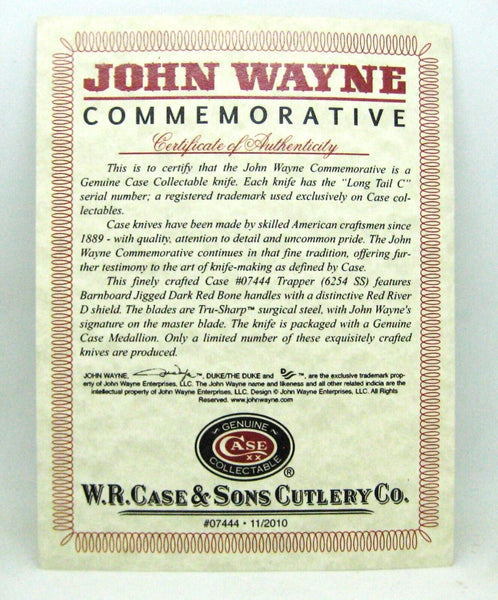 JOHN WAYNE
COMMEMORATIVE
Certificate of Authenticity
This is to certify that the John Wayne Commemorative is a
Genuine Case Collectable knife. Each knife has the "Long Tail C"
serial number; a registered trademark used exclusively on Case col-
lectables.
Case knives have been made by skilled American craftsmen since
1889 - with quality, attention to detail and uncommon pride. The John
Wayne Commemorative continues in that fine tradition, offering fur-
ther testimony to the art of knife-making as defined by Case.
This finely crafted Case #07444 Trapper (6254 SS) features
Barnboard Jigged Dark Red Bone handles with a distinctive Red River
D shield. The blades are Tru-Sharp™ surgical steel, with John Wayne's
signature on the master blade. The knife is packaged with a Genuine
Case Medallion. Only a limited number of these exquisitely crafted
knives are produced.
JOHN WAYNE, ™, DUKE/THE DUKE and D ™, are the exclusive trademark prop-
erty of John Wayne Enterprises, LLC. The John Wayne name and likeness and all other related indicia are the
intellectual property of John Wayne Enterprises, LLC. Design © John Wayne Enterprises, LLC. All Rights
Reserved. www.johnwayne.com
GENUINE
CASE
XX
COLLECTABLE
®
W.R. CASE & SONS CUTLERY CO.
#07444 • 11/2010